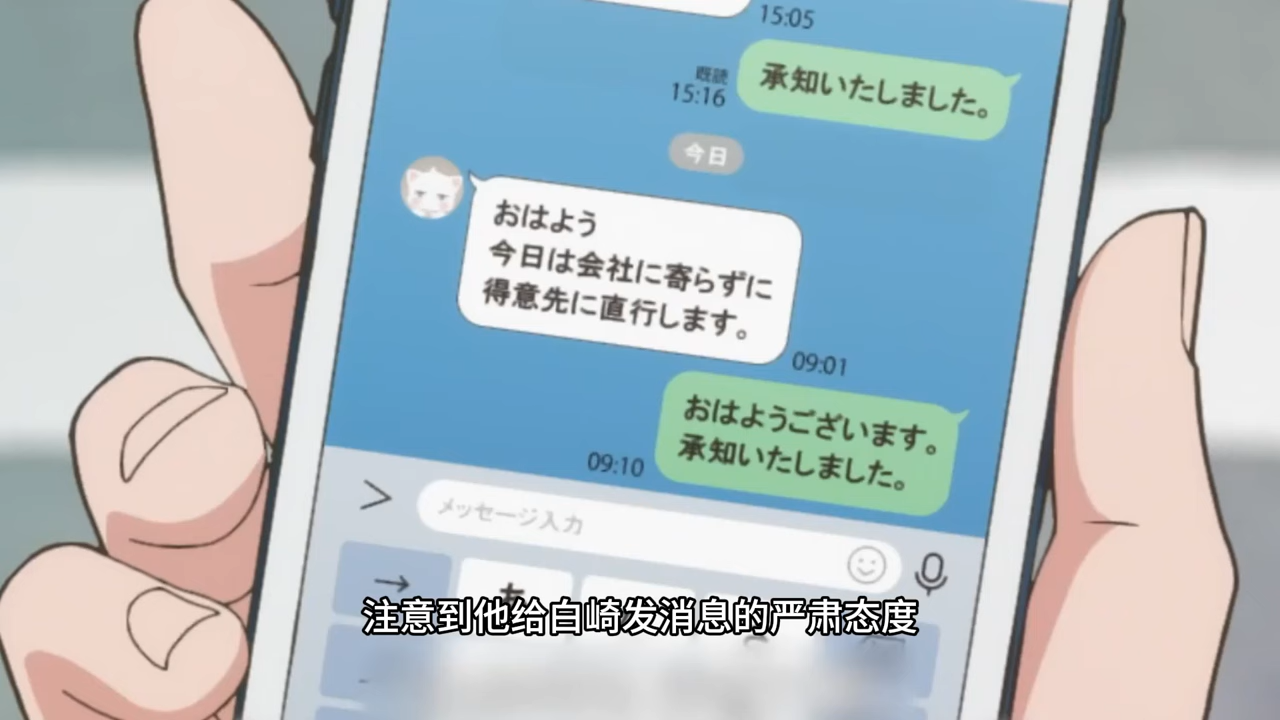 15:05
承知いたしました。
既読
15:16
今日
おはよう
今日は会社に寄らずに
得意先に直行します。
09:01
おはようございます。
承知いたしました。
09:10
メッセージ入力
注意到他给白崎发消息的严肃态度